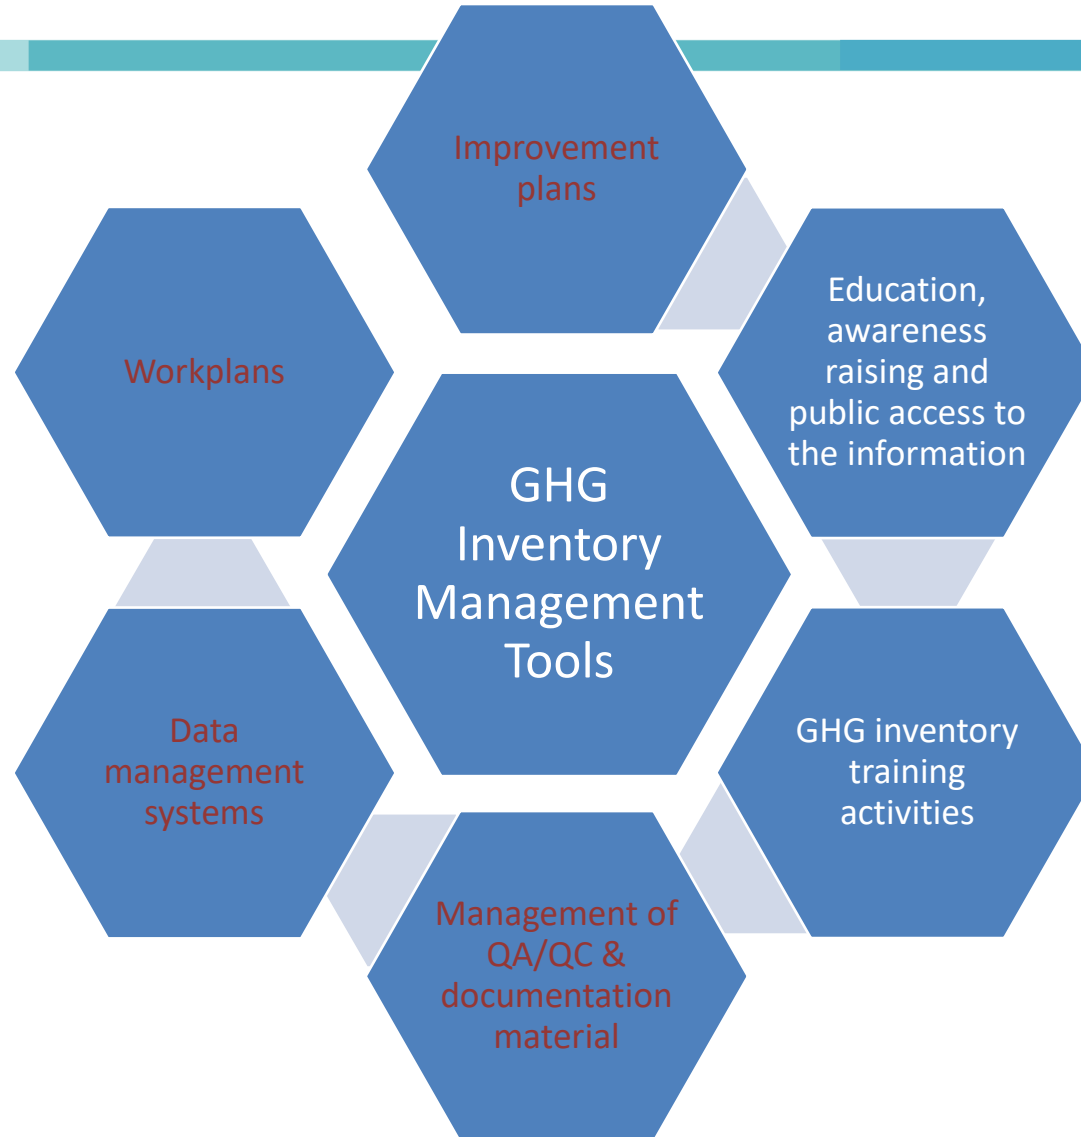 Improvement
plans
Education,
awareness
raising and
public access to
the information
Workplans
GHG
Inventory
Management
Tools
GHG inventory
training
activities
Data
management
systems
Management of
QA/QC &
documentation
material